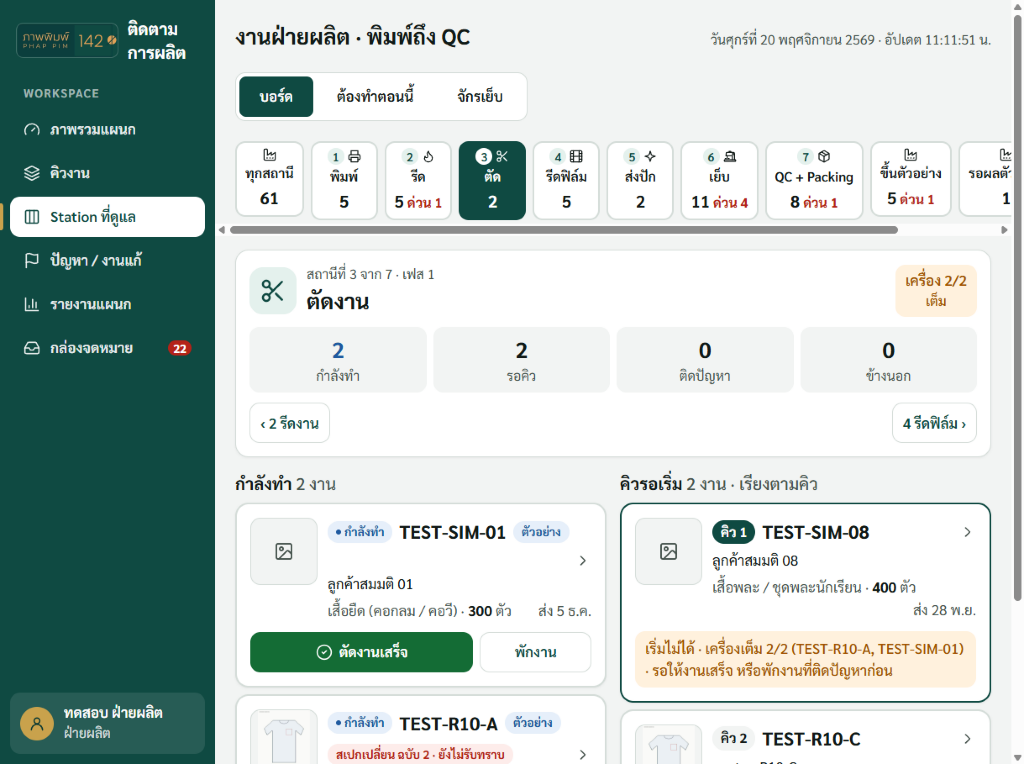 ภาพพิมพ์
PHAP PIM
142
ติดตาม
การผลิต
WORKSPACE
ภาพรวมแผนก
คิวงาน
Station ที่ดูแล
ปัญหา / งานแก้
รายงานแผนก
กล่องจดหมาย 22
ทดสอบ ฝ่ายผลิต
ฝ่ายผลิต
งานฝ่ายผลิต · พิมพ์ถึง QC
วันศุกร์ที่ 20 พฤศจิกายน 2569 · อัปเดต 11:11:51 น.
บอร์ด ต้องทำตอนนี้ จักรเย็บ
ทุกสถานี
61
1
พิมพ์
5
2
รีด
5 ด่วน 1
3
ตัด
2
4
รีดฟิล์ม
5
5
ส่งปัก
2
6
เย็บ
11 ด่วน 4
7
QC + Packing
8 ด่วน 1
ขึ้นตัวอย่าง
5 ด่วน 1
รอผลตัว
1
สถานีที่ 3 จาก 7 · เฟส 1
ตัดงาน
เครื่อง 2/2
เต็ม
2
กำลังทำ
2
รอคิว
0
ติดปัญหา
0
ข้างนอก
‹ 2 รีดงาน
4 รีดฟิล์ม ›
กำลังทำ 2 งาน
• กำลังทำ TEST-SIM-01 ตัวอย่าง
ลูกค้าสมมติ 01
เสื้อยืด (คอกลม / คอวี) · 300 ตัว ส่ง 5 ธ.ค.
ตัดงานเสร็จ
พักงาน
• กำลังทำ TEST-R10-A ตัวอย่าง
สเปกเปลี่ยน ฉบับ 2 · ยังไม่รับทราบ
คิวรอเริ่ม 2 งาน · เรียงตามคิว
คิว 1 TEST-SIM-08
ลูกค้าสมมติ 08
เสื้อพละ / ชุดพละนักเรียน · 400 ตัว
ส่ง 28 พ.ย.
เริ่มไม่ได้ · เครื่องเต็ม 2/2 (TEST-R10-A, TEST-SIM-01)
· รอให้งานเสร็จ หรือพักงานที่ติดปัญหาก่อน
คิว 2 TEST-R10-C